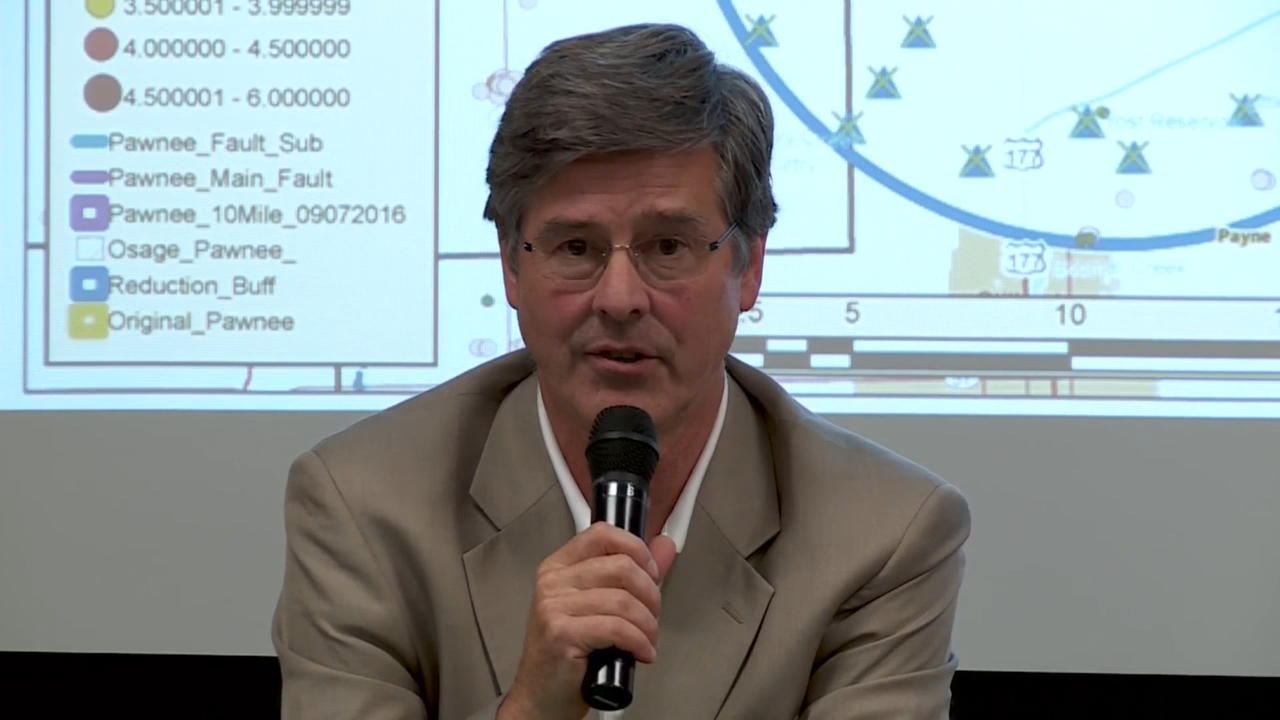 3.500001 - 3.999999
4.000000 - 4.500000
4.500001 - 6.000000
Pawnee_Fault_Sub
Pawnee_Main_Fault
Pawnee_10Mile_09072016
Osage_Pawnee_
Reduction_Buff
Original_Pawnee
177
177
Payne
.5
5
10
B